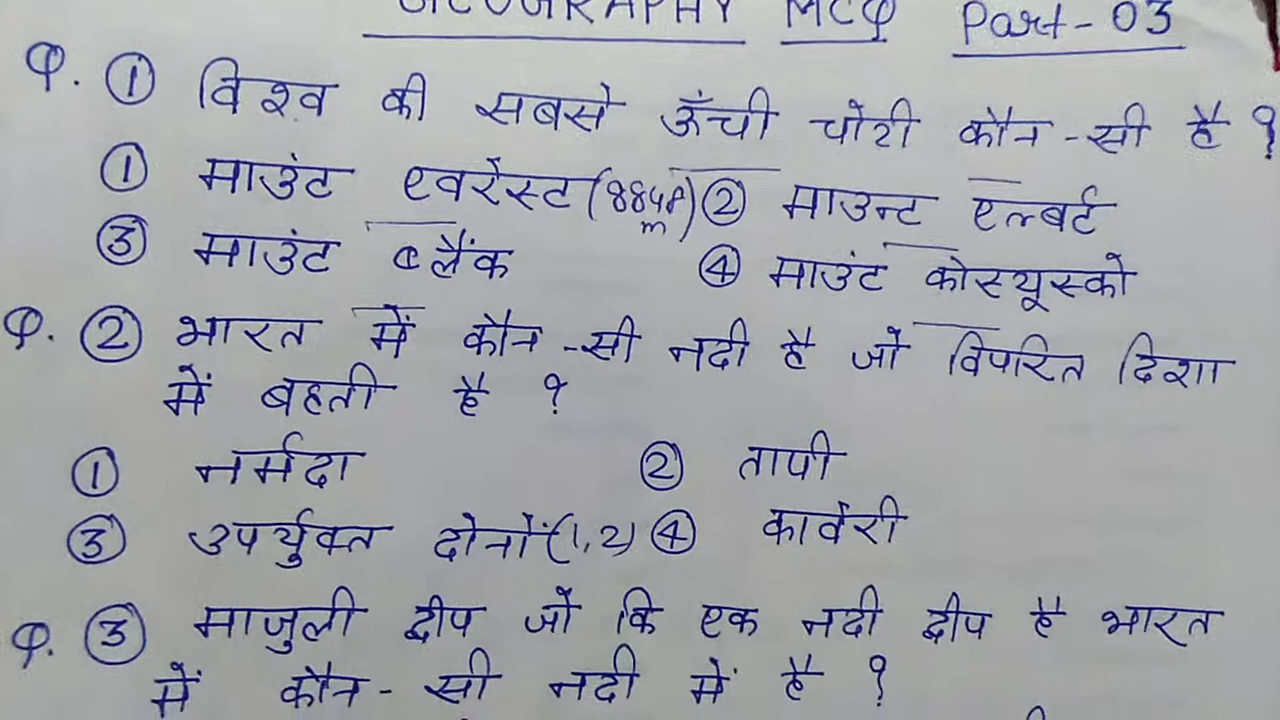 GEOGRAPHY MCQ Part-03
Q. ① विश्व की सबसे ऊँची चोटी कौन-सी है ?
① माउंट एवरेस्ट (8848 m) ② माउन्ट एल्बर्ट
③ माउंट ब्लैंक ④ माउंट कोस्यूस्को
Q. ② भारत में कौन-सी नदी है जो विपरित दिशा
में बहती है ?
① नर्मदा ② तापी
③ उपर्युक्त दोनों (1,2) ④ कावेरी
Q. ③ माजुली द्वीप जो कि एक नदी द्वीप है भारत
में कौन-सी नदी में है ?